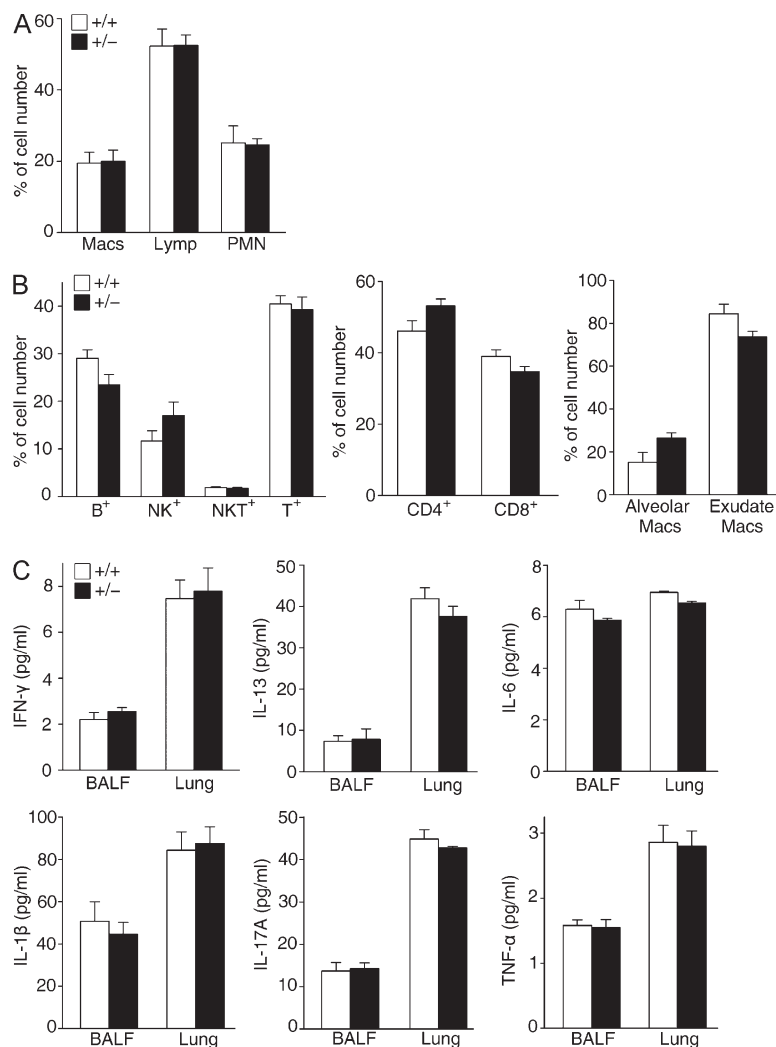 A
+/+
+/−
% of cell number
60
40
20
0
Macs Lymp PMN
B
+/+
+/−
% of cell number
40
30
20
10
0
B+ NK+ NKT+ T+
% of cell number
60
40
20
0
CD4+ CD8+
% of cell number
100
80
60
40
20
0
Alveolar Exudate
Macs Macs
C
+/+
+/−
IFN-γ (pg/ml)
8
6
4
2
0
BALF Lung
IL-13 (pg/ml)
50
40
30
20
10
0
BALF Lung
IL-6 (pg/ml)
8
6
4
2
0
BALF Lung
IL-1β (pg/ml)
100
80
60
40
20
0
BALF Lung
IL-17A (pg/ml)
50
40
30
20
10
0
BALF Lung
TNF-α (pg/ml)
3
2
1
0
BALF Lung